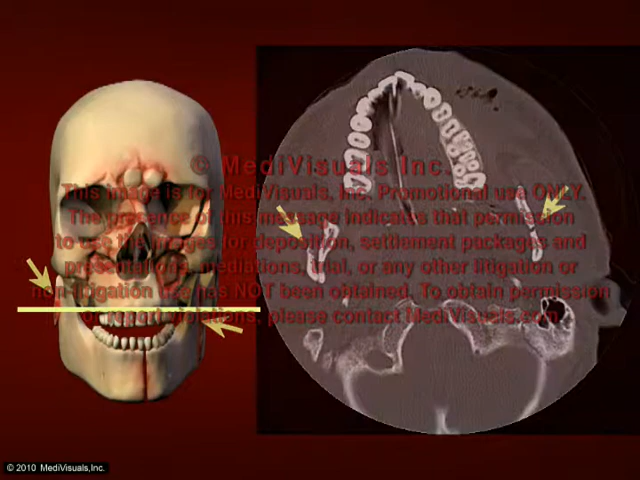 © MediVisuals Inc.
This image is for MediVisuals, Inc. Promotional use ONLY.
The presence of this message indicates that permission
to use the images for deposition, settlement packages and
presentations, mediations, trial, or any other litigation or
non-litigation use has NOT been obtained. To obtain permission
or report violations, please contact MediVisuals.com
© 2010 MediVisuals,Inc.